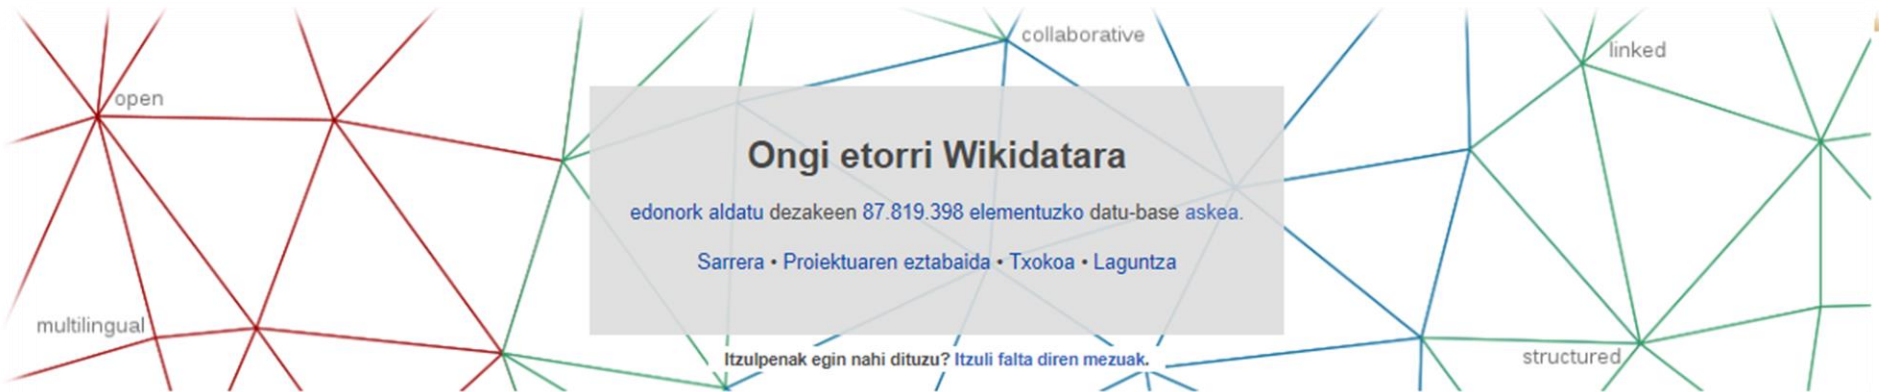 collaborative
linked
open
Ongi etorri Wikidatara
edonork aldatu dezakeen 87.819.398 elementuzko datu-base askea.
Sarrera • Proiektuaren eztabaida • Txokoa • Laguntza
multilingual
structured
Itzulpenak egin nahi dituzu? Itzuli falta diren mezuak.